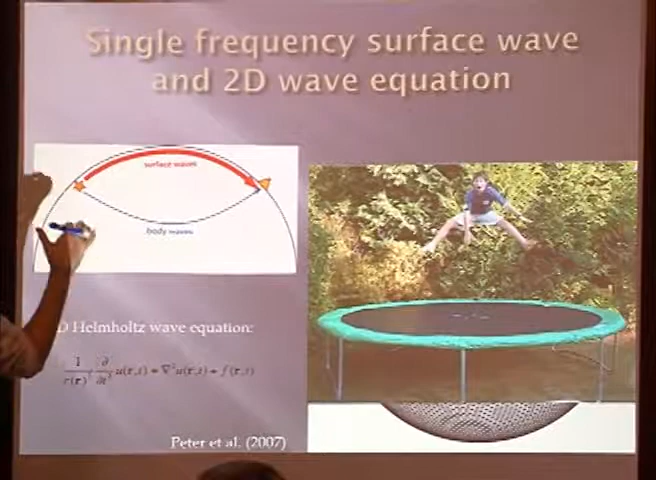 Single frequency surface wave
and 2D wave equation
surface waves
body waves
D Helmholtz wave equation:
Peter et al. (2007)